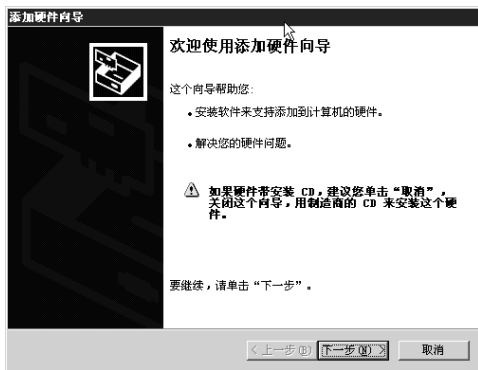 添加硬件向导
欢迎使用添加硬件向导
这个向导帮助您:
•安装软件来支持添加到计算机的硬件。
•解决您的硬件问题。
如果硬件带安装 CD，建议您单击“取消”，
关闭这个向导，用制造商的 CD 来安装这个硬
件。
要继续，请单击“下一步”。
< 上一步(B)
下一步(N) >
取消